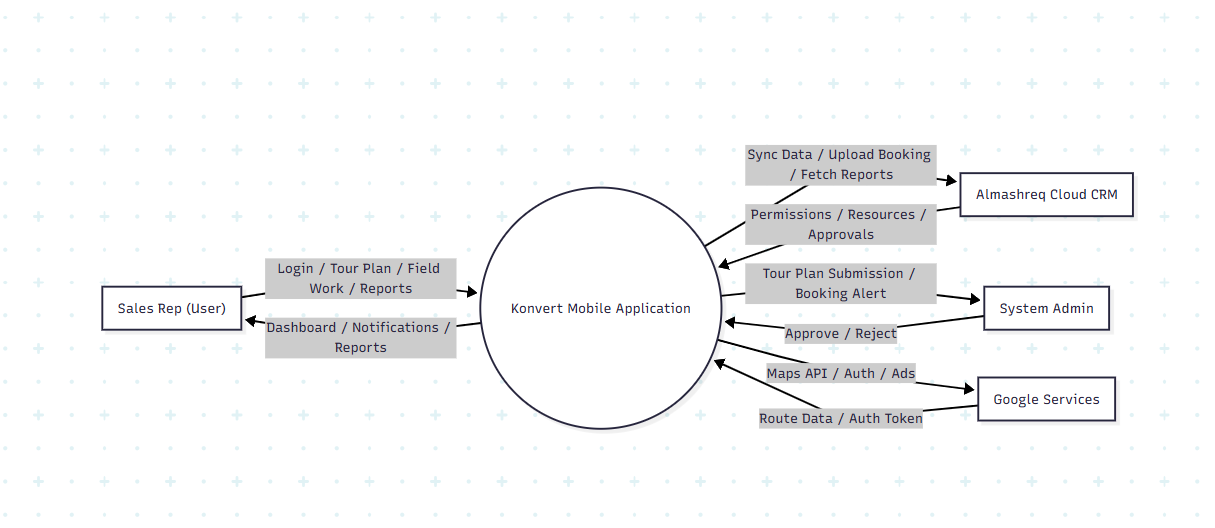 Sync Data / Upload Booking
/ Fetch Reports
Almashreq Cloud CRM
Permissions / Resources /
Approvals
Login / Tour Plan / Field
Work / Reports
Tour Plan Submission /
Booking Alert
Sales Rep (User)
Konvert Mobile Application
System Admin
Dashboard / Notifications /
Reports
Approve / Reject
Maps API / Auth / Ads
Google Services
Route Data / Auth Token